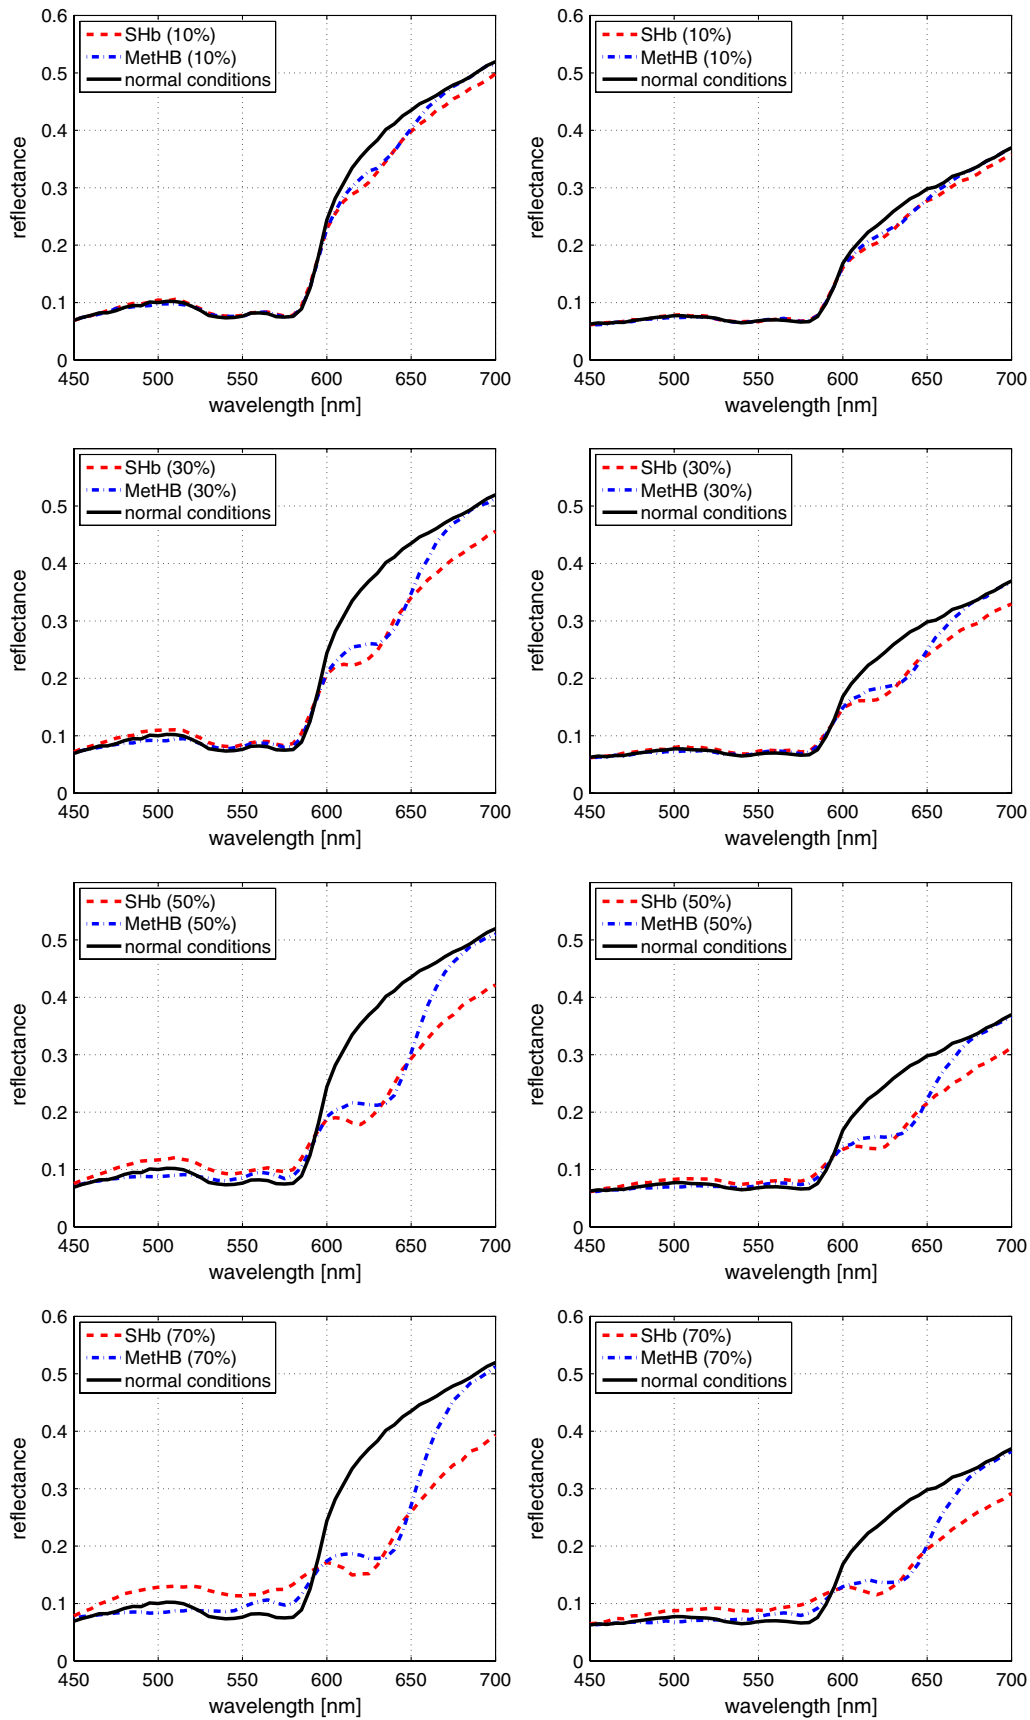 0.6
0.5
0.4
0.3
0.2
0.1
0
reflectance
SHb (10%)
MetHB (10%)
normal conditions
450 500 550 600 650 700
wavelength [nm]
0.6
0.5
0.4
0.3
0.2
0.1
0
reflectance
SHb (10%)
MetHB (10%)
normal conditions
450 500 550 600 650 700
wavelength [nm]
0.5
0.4
0.3
0.2
0.1
0
reflectance
SHb (30%)
MetHB (30%)
normal conditions
450 500 550 600 650 700
wavelength [nm]
0.5
0.4
0.3
0.2
0.1
0
reflectance
SHb (30%)
MetHB (30%)
normal conditions
450 500 550 600 650 700
wavelength [nm]
0.5
0.4
0.3
0.2
0.1
0
reflectance
SHb (50%)
MetHB (50%)
normal conditions
450 500 550 600 650 700
wavelength [nm]
0.5
0.4
0.3
0.2
0.1
0
reflectance
SHb (50%)
MetHB (50%)
normal conditions
450 500 550 600 650 700
wavelength [nm]
0.6
0.5
0.4
0.3
0.2
0.1
0
reflectance
SHb (70%)
MetHB (70%)
normal conditions
450 500 550 600 650 700
wavelength [nm]
0.6
0.5
0.4
0.3
0.2
0.1
0
reflectance
SHb (70%)
MetHB (70%)
normal conditions
450 500 550 600 650 700
wavelength [nm]